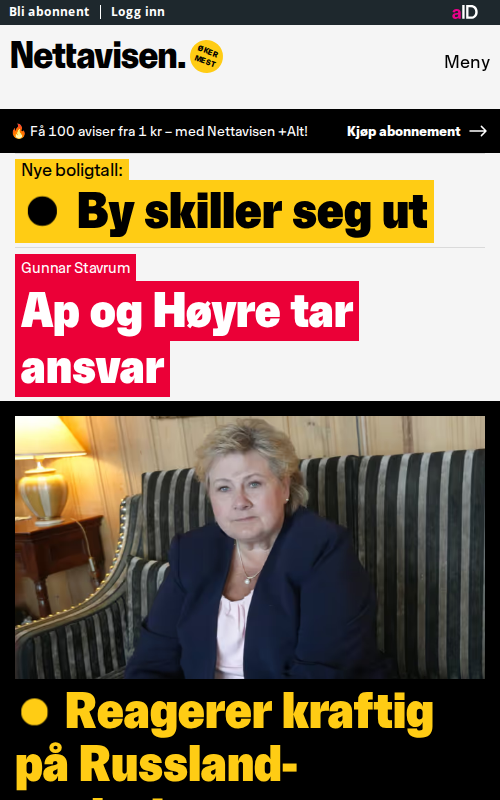 Bli abonnent | Logg inn
aID
Nettavisen.
ØKER
MEST
Meny
Få 100 aviser fra 1 kr – med Nettavisen +Alt!
Kjøp abonnement →
Nye boligtall:
● By skiller seg ut
Gunnar Stavrum
Ap og Høyre tar
ansvar
● Reagerer kraftig
på Russland-